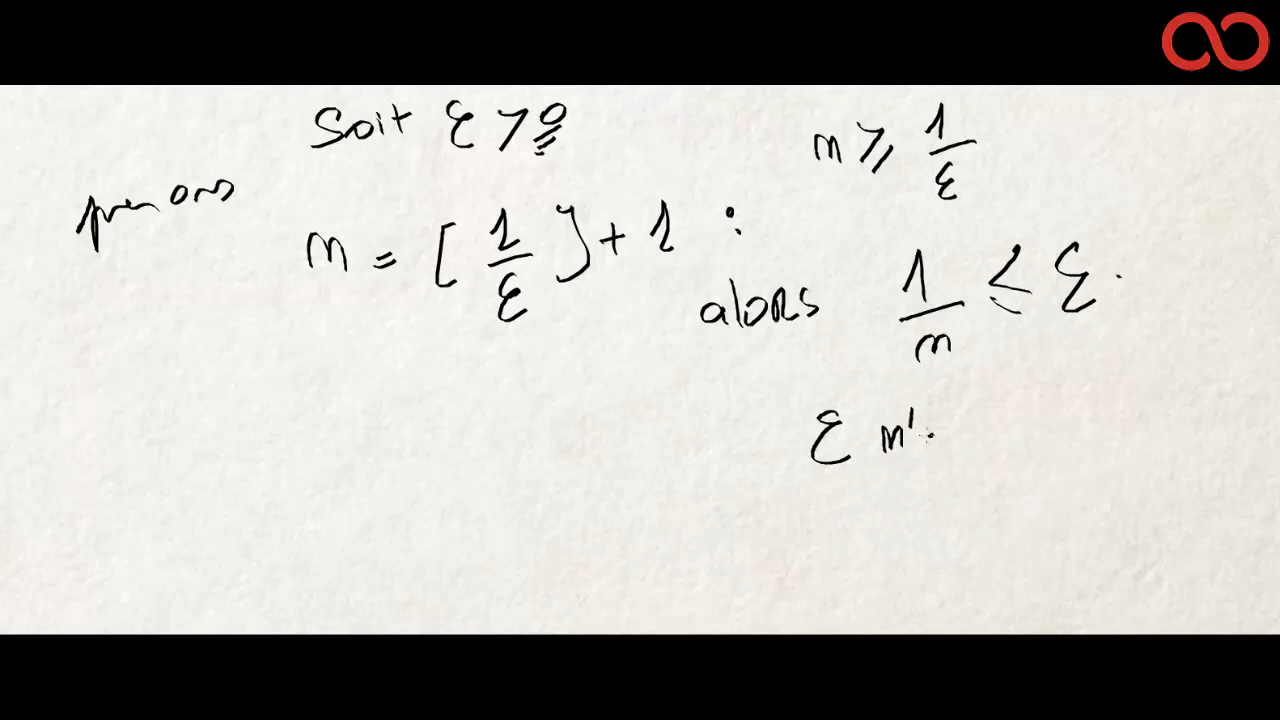 Soit ε > 0
prenons
n = [1/ε] + 1 :
n ⩾ 1/ε
alors 1/n ≤ ε.
ε n'